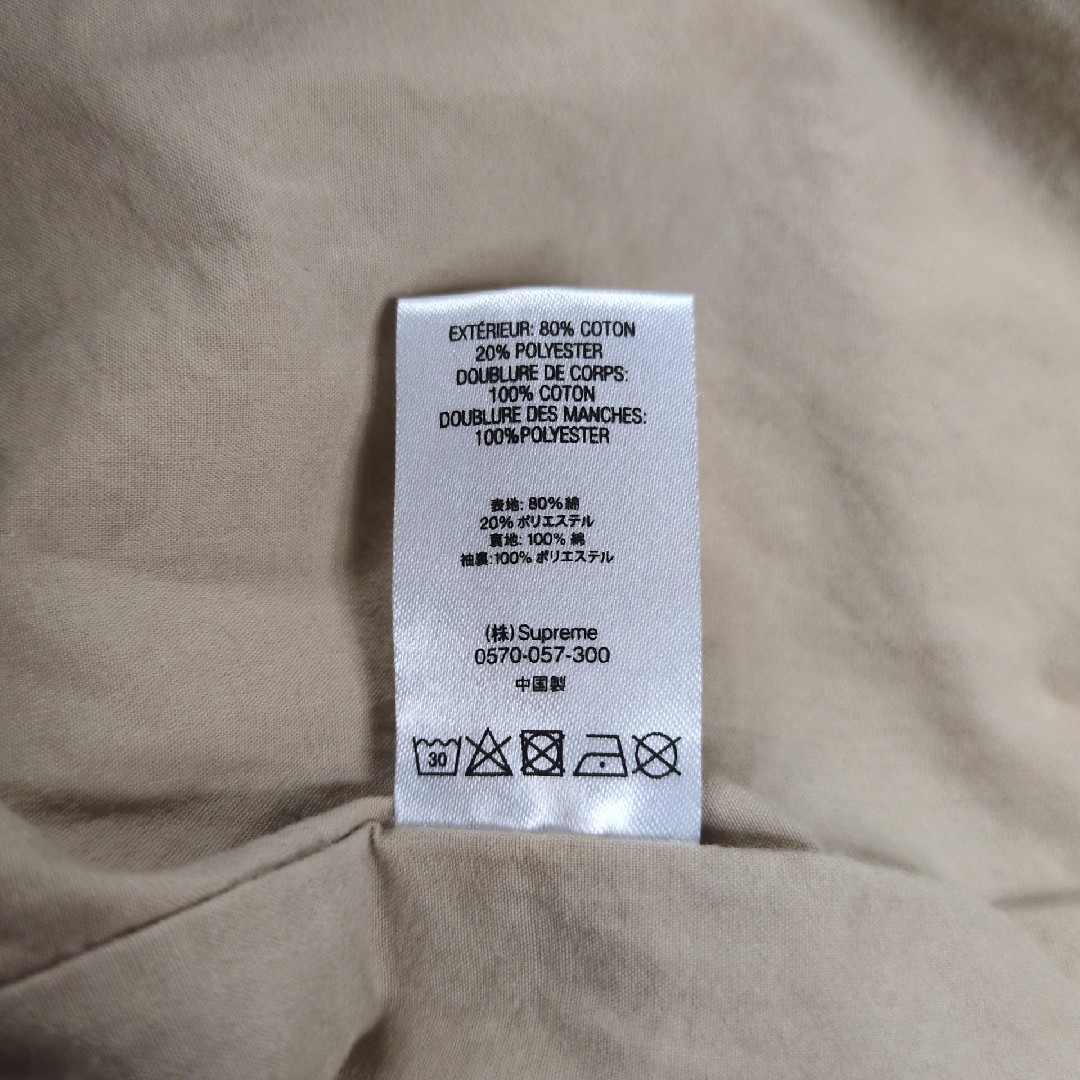 EXTÉRIEUR: 80% COTON
20% POLYESTER
DOUBLURE DE CORPS:
100% COTON
DOUBLURE DES MANCHES:
100%POLYESTER
表地: 80% 綿
20% ポリエステル
裏地: 100% 綿
袖裏:100% ポリエステル
(株) Supreme
0570-057-300
中国製
30